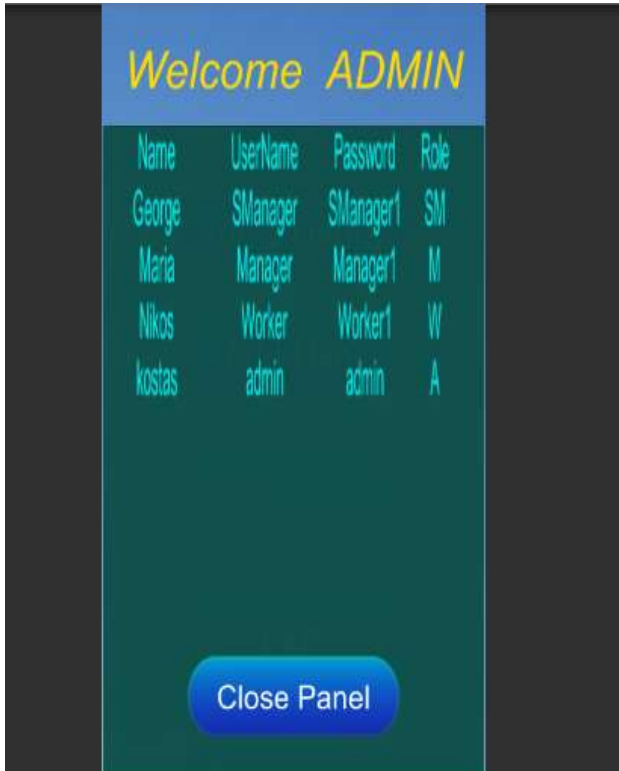 Welcome ADMIN
Name UserName Password Role
George SManager SManager1 SM
Maria Manager Manager1 M
Nikos Worker Worker1 W
kostas admin admin A
Close Panel